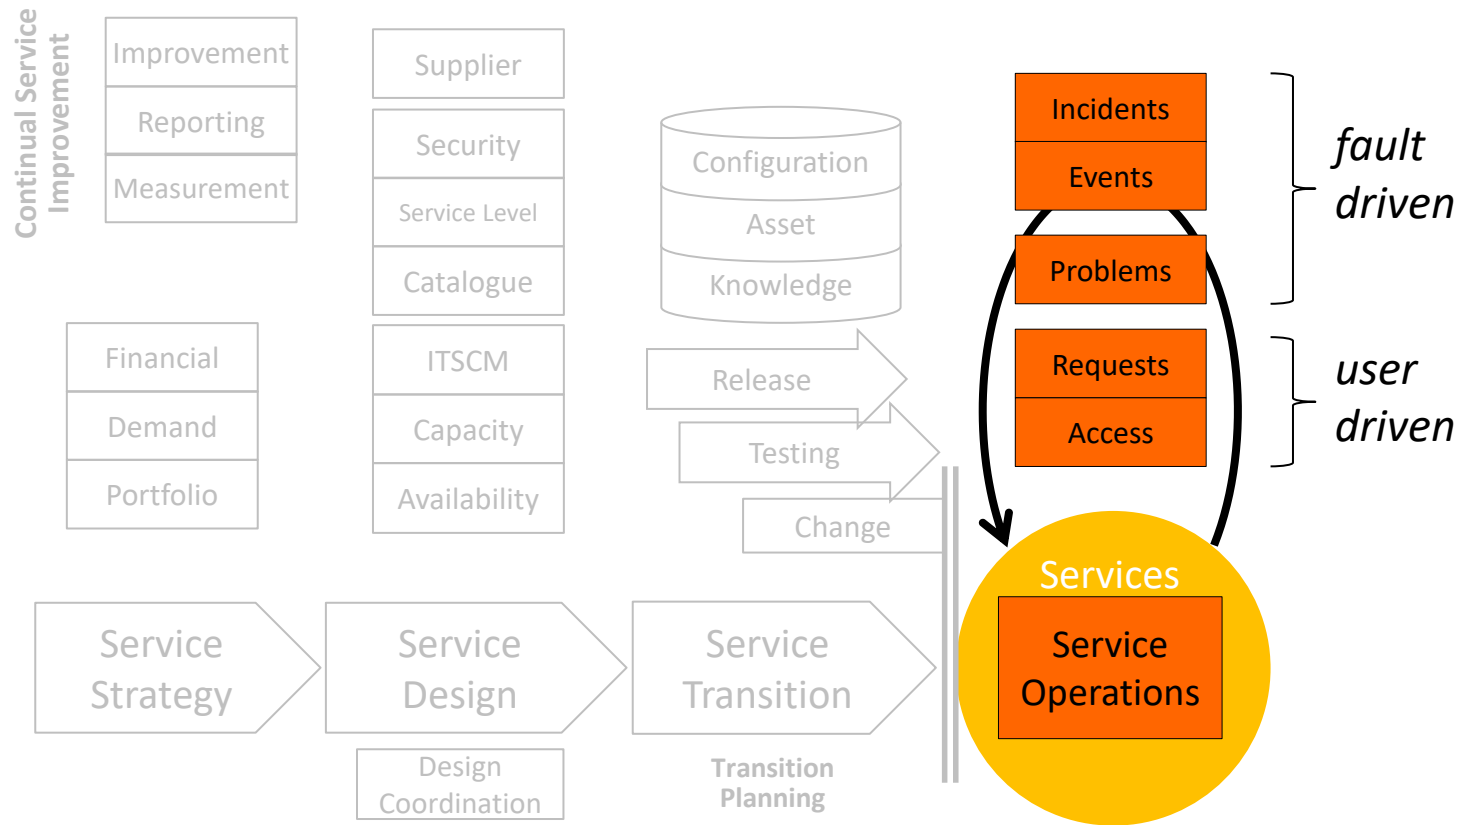 Continual Service
Improvement
Improvement
Reporting
Measurement
Financial
Demand
Portfolio
Supplier
Security
Service Level
Catalogue
ITSCM
Capacity
Availability
Configuration
Asset
Knowledge
Release
Testing
Change
Incidents
Events
Problems
Requests
Access
fault
driven
user
driven
Service
Strategy
Service
Design
Design
Coordination
Service
Transition
Transition
Planning
Services
Service
Operations